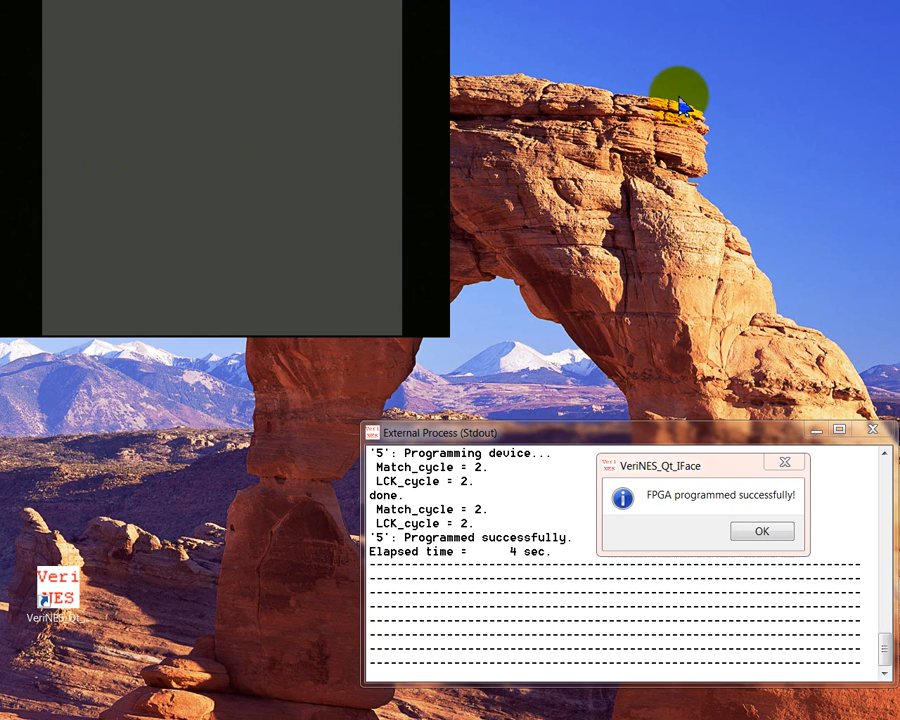 External Process (Stdout)
'5': Programming device...
Match_cycle = 2.
LCK_cycle = 2.
done.
Match_cycle = 2.
LCK_cycle = 2.
'5': Programmed successfully.
Elapsed time =      4 sec.
--------------------------------------------------------------------------------
--------------------------------------------------------------------------------
--------------------------------------------------------------------------------
--------------------------------------------------------------------------------
--------------------------------------------------------------------------------
--------------------------------------------------------------------------------
--------------------------------------------------------------------------------
--------------------------------------------------------------------------------
VeriNES_Qt_IFace
FPGA programmed successfully!
OK
Veri
NES